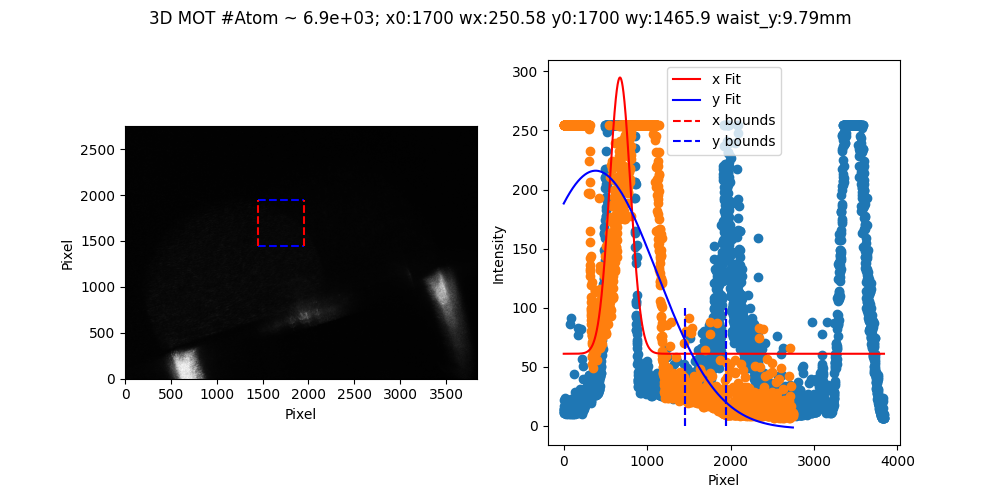 3D MOT #Atom ~ 6.9e+03; x0:1700 wx:250.58 y0:1700 wy:1465.9 waist_y:9.79mm
2500
2000
1500
1000
500
0
Pixel
0 500 1000 1500 2000 2500 3000 3500
Pixel
300
250
200
150
100
50
0
Intensity
x Fit
y Fit
x bounds
y bounds
0 1000 2000 3000 4000
Pixel